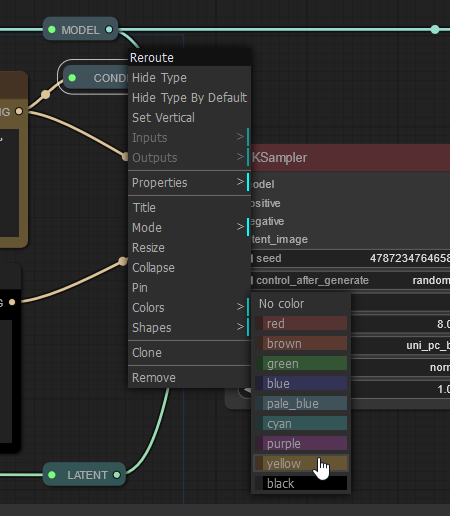 MODEL
Reroute
COND
Hide Type
Hide Type By Default
Set Vertical
Inputs >
Outputs >
Properties >
Title
Mode >
Resize
Collapse
Pin
Colors >
Shapes >
Clone
Remove
NG
KSampler
odel
ositive
egative
tent_image
seed 4787234764658
control_after_generate random
8.0
uni_pc_b
norm
1.0
No color
red
brown
green
blue
pale_blue
cyan
purple
yellow
black
G
LATENT